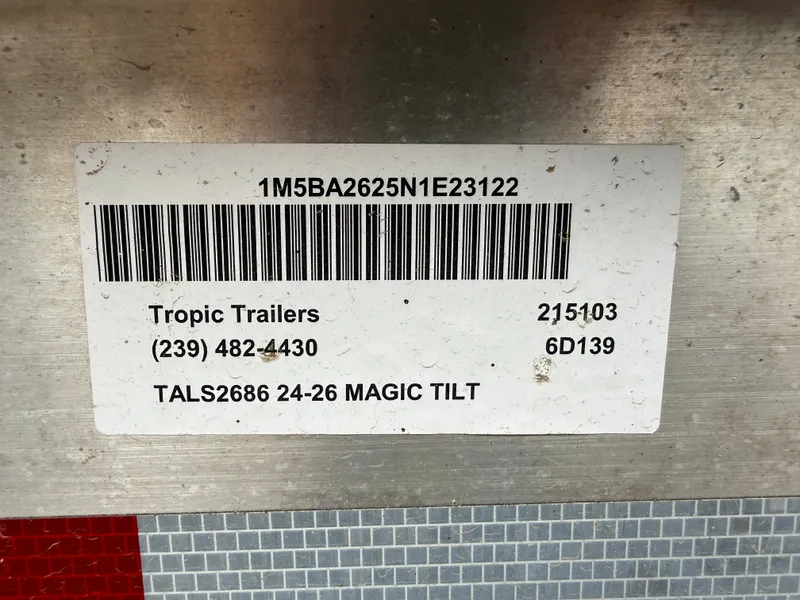 1M5BA2625N1E23122
Tropic Trailers 215103
(239) 482-4430 6D139
TALS2686 24-26 MAGIC TILT